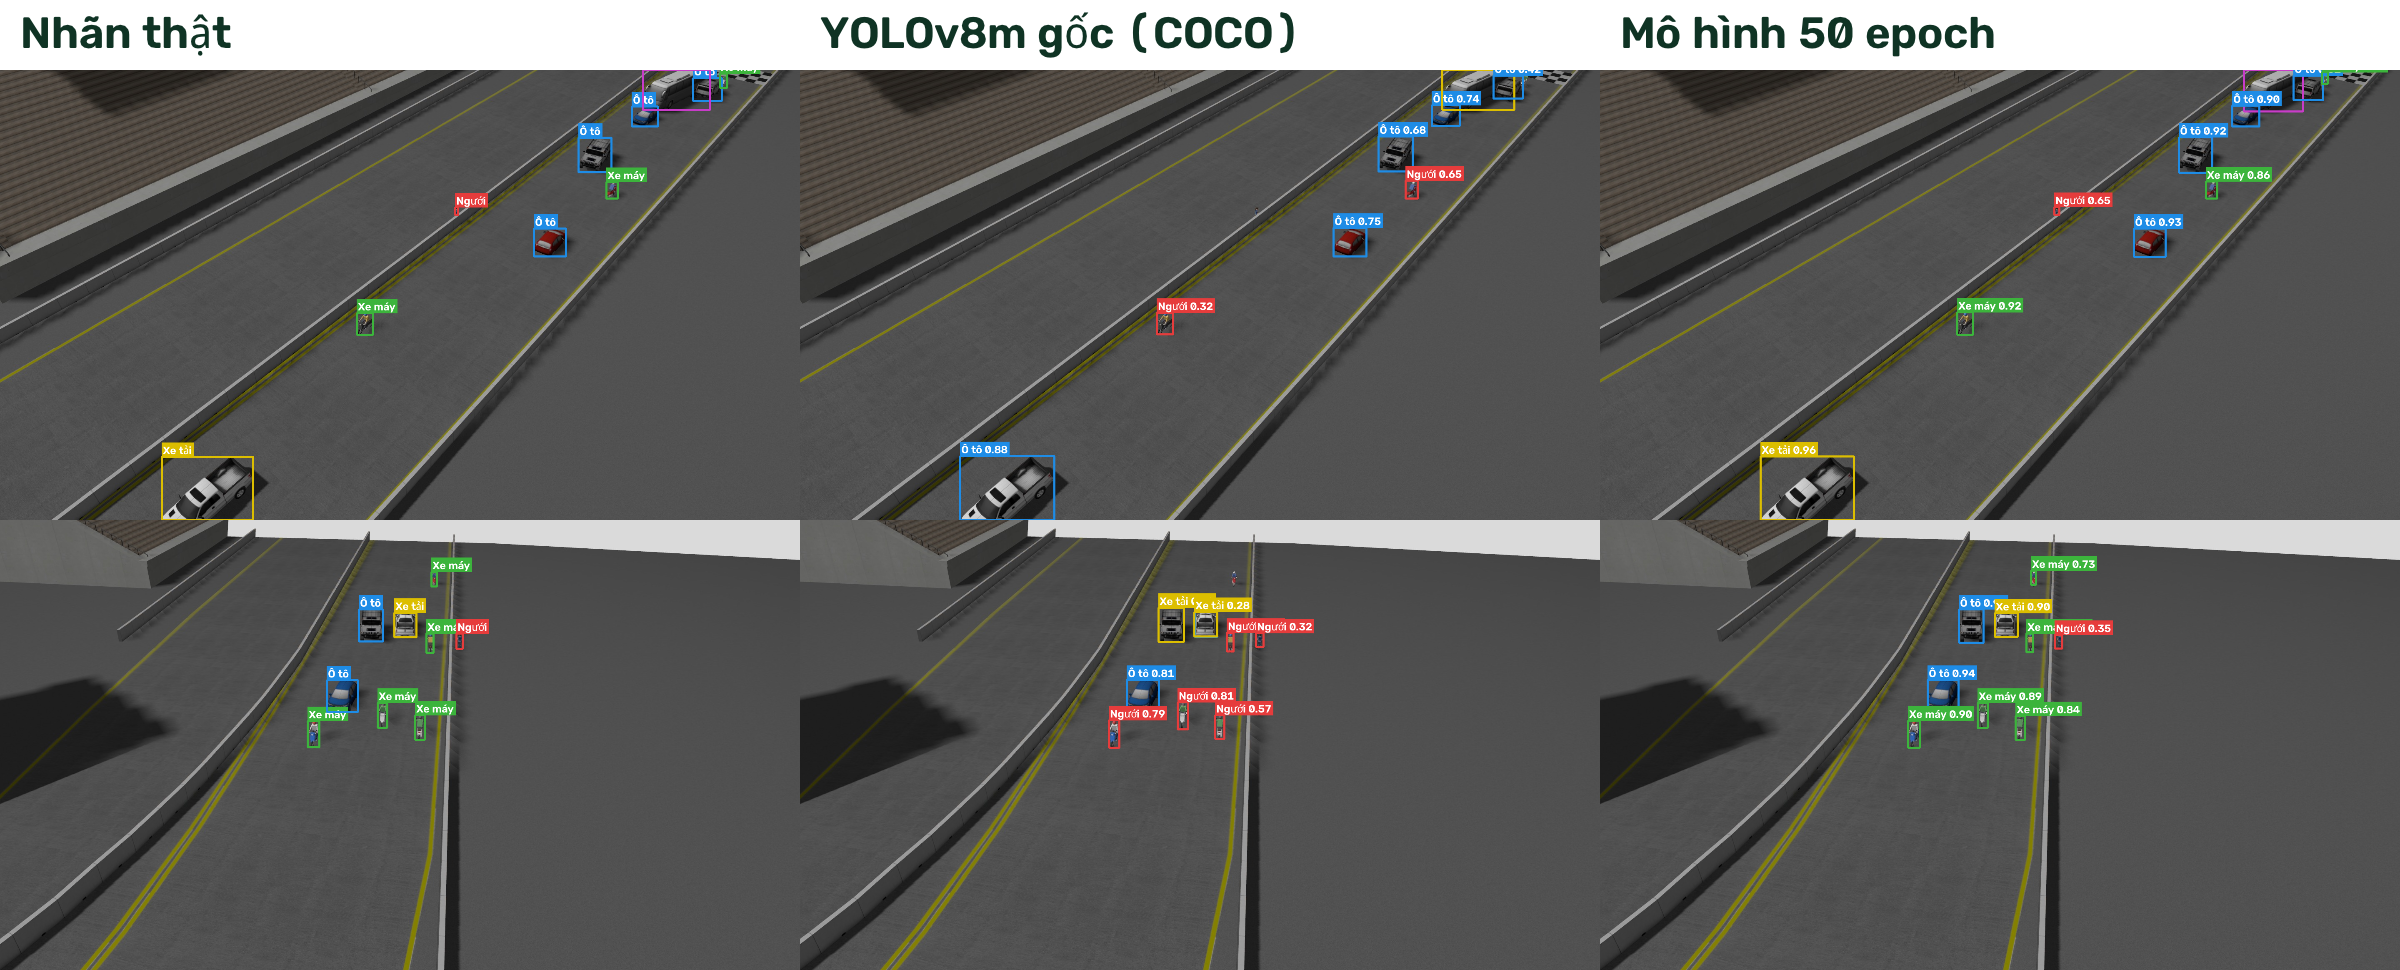 Nhãn thật
YOLOv8m gốc (COCO)
Mô hình 50 epoch
Ô tô
Ô tô
Xe máy
Người
Ô tô
Xe máy
Xe tải
Ô tô 0.74
Ô tô 0.68
Người 0.65
Ô tô 0.75
Người 0.32
Ô tô 0.88
Ô tô 0.90
Ô tô 0.92
Xe máy 0.86
Người 0.65
Ô tô 0.93
Xe máy 0.92
Xe tải 0.96
Xe máy
Ô tô
Xe tải
Người
Ô tô
Xe máy
Xe máy
Xe máy
Xe tải
Xe tải 0.28
Người
Người 0.32
Ô tô 0.81
Người 0.81
Người 0.57
Người 0.79
Xe máy 0.73
Ô tô
Xe tải 0.90
Người 0.35
Ô tô 0.94
Xe máy 0.89
Xe máy 0.84
Xe máy 0.90